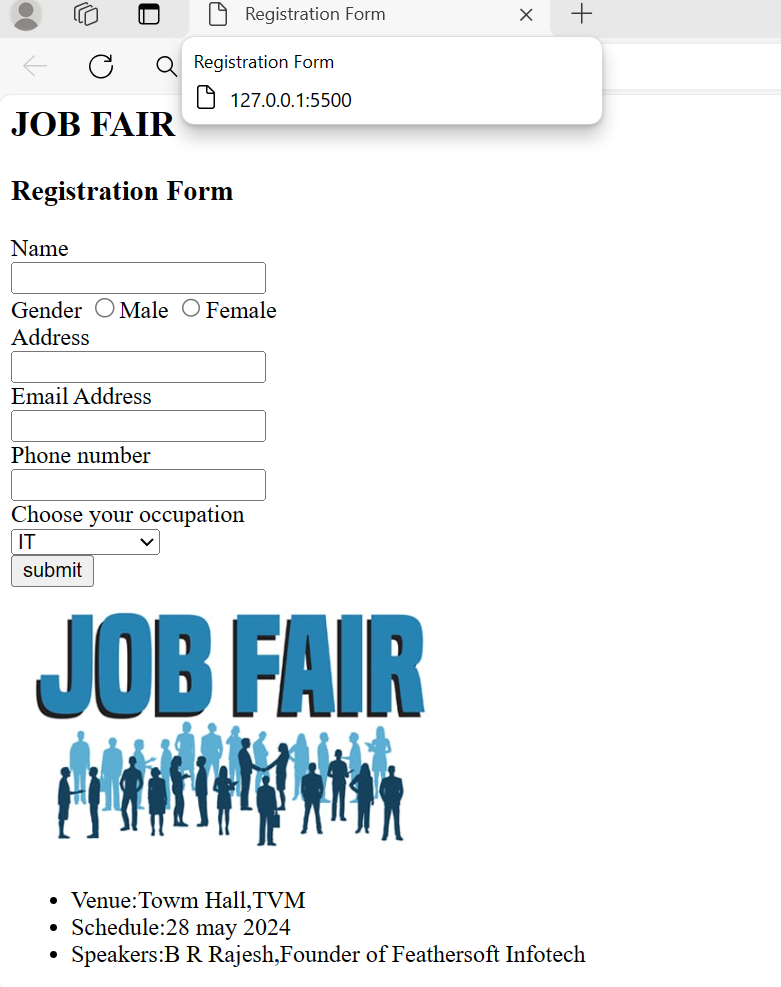 Registration Form
Registration Form
127.0.0.1:5500
JOB FAIR
Registration Form
Name
Gender Male Female
Address
Email Address
Phone number
Choose your occupation
IT
submit
JOB FAIR
Venue:Towm Hall,TVM
Schedule:28 may 2024
Speakers:B R Rajesh,Founder of Feathersoft Infotech